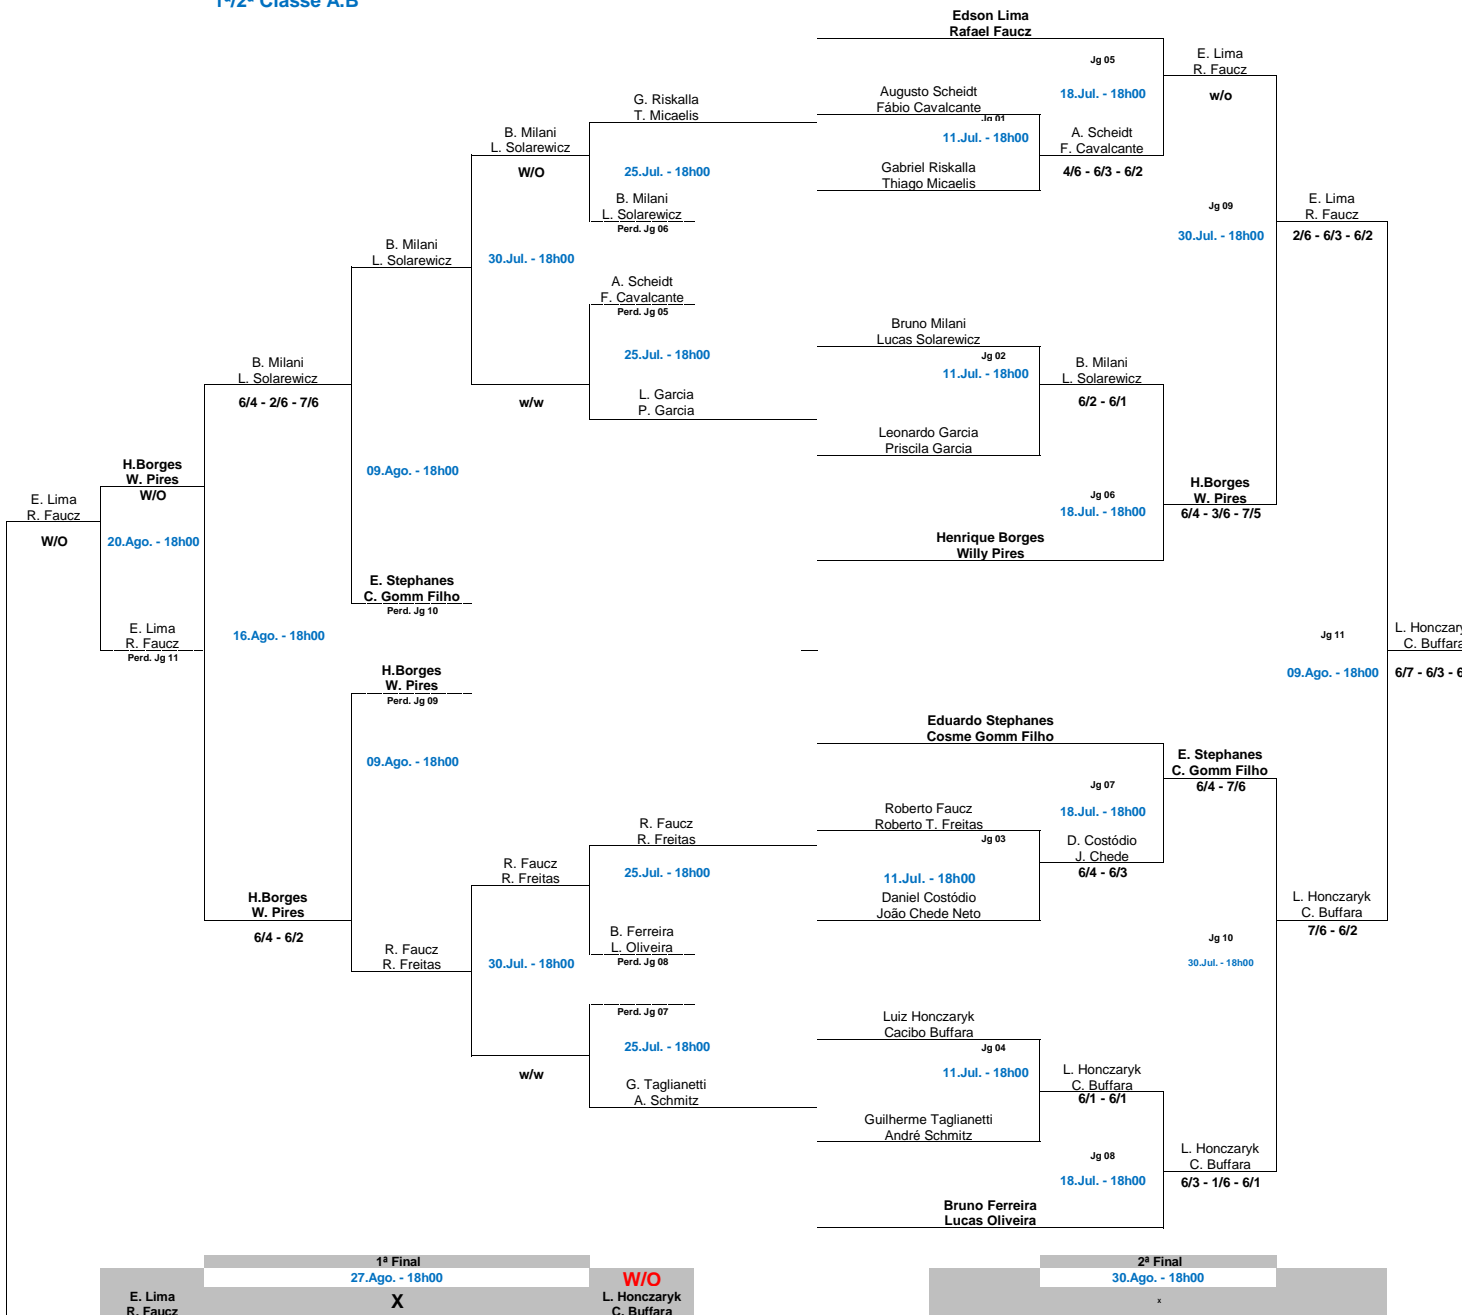 1ª/2ª Classe A.B
Edson Lima
Rafael Faucz
Jg 05
E. Lima
R. Faucz
18.Jul. - 18h00
w/o
G. Riskalla
T. Micaelis
Augusto Scheidt
Fábio Cavalcante
Jg 01
11.Jul. - 18h00
A. Scheidt
F. Cavalcante
4/6 - 6/3 - 6/2
B. Milani
L. Solarewicz
W/O
25.Jul. - 18h00
Gabriel Riskalla
Thiago Micaelis
B. Milani
L. Solarewicz
Perd. Jg 06
Jg 09
30.Jul. - 18h00
E. Lima
R. Faucz
2/6 - 6/3 - 6/2
B. Milani
L. Solarewicz
30.Jul. - 18h00
A. Scheidt
F. Cavalcante
Perd. Jg 05
Bruno Milani
Lucas Solarewicz
Jg 02
11.Jul. - 18h00
25.Jul. - 18h00
B. Milani
L. Solarewicz
6/2 - 6/1
B. Milani
L. Solarewicz
6/4 - 2/6 - 7/6
w/w
L. Garcia
P. Garcia
Leonardo Garcia
Priscila Garcia
H.Borges
W. Pires
W/O
09.Ago. - 18h00
Jg 06
18.Jul. - 18h00
H.Borges
W. Pires
6/4 - 3/6 - 7/5
E. Lima
R. Faucz
W/O
20.Ago. - 18h00
Henrique Borges
Willy Pires
E. Stephanes
C. Gomm Filho
Perd. Jg 10
E. Lima
R. Faucz
Perd. Jg 11
16.Ago. - 18h00
Jg 11
L. Honczary
C. Buffara
09.Ago. - 18h00
6/7 - 6/3 - 6
H.Borges
W. Pires
Perd. Jg 09
Eduardo Stephanes
Cosme Gomm Filho
09.Ago. - 18h00
E. Stephanes
C. Gomm Filho
6/4 - 7/6
Jg 07
18.Jul. - 18h00
R. Faucz
R. Freitas
Roberto Faucz
Roberto T. Freitas
Jg 03
D. Costódio
J. Chede
6/4 - 6/3
R. Faucz
R. Freitas
25.Jul. - 18h00
11.Jul. - 18h00
Daniel Costódio
João Chede Neto
H.Borges
W. Pires
6/4 - 6/2
L. Honczaryk
C. Buffara
7/6 - 6/2
B. Ferreira
L. Oliveira
Perd. Jg 08
R. Faucz
R. Freitas
30.Jul. - 18h00
Jg 10
30.Jul. - 18h00
Perd. Jg 07
Luiz Honczaryk
Cacibo Buffara
Jg 04
11.Jul. - 18h00
25.Jul. - 18h00
w/w
L. Honczaryk
C. Buffara
6/1 - 6/1
G. Taglianetti
A. Schmitz
Guilherme Taglianetti
André Schmitz
Jg 08
18.Jul. - 18h00
L. Honczaryk
C. Buffara
6/3 - 1/6 - 6/1
Bruno Ferreira
Lucas Oliveira
1ª Final
27.Ago. - 18h00
W/O
E. Lima
R. Faucz
X
L. Honczaryk
C. Buffara
2ª Final
30.Ago. - 18h00
x